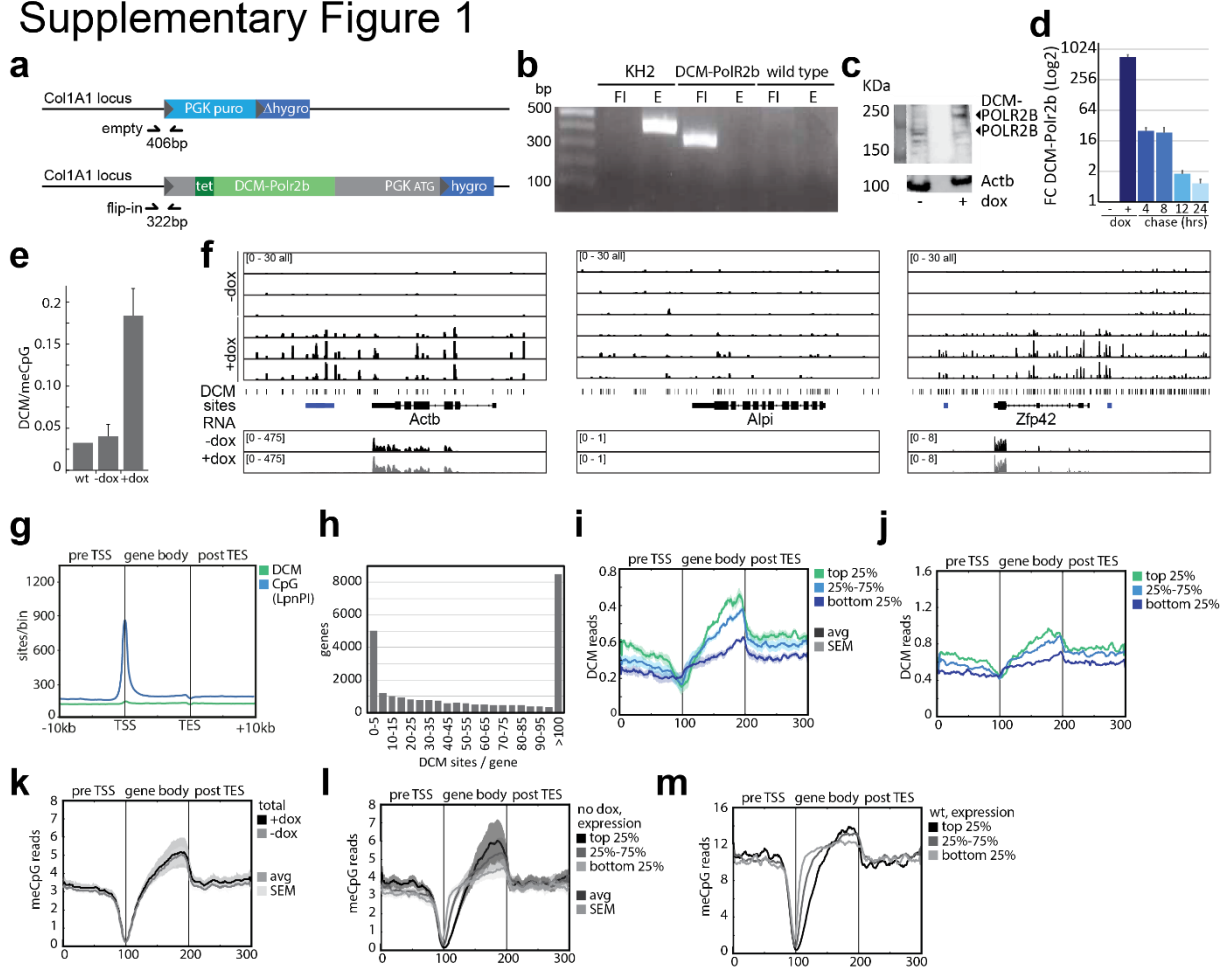 Supplementary Figure 1
a
Col1A1 locus
PGK puro
Δhygro
empty
406bp
Col1A1 locus
tet
DCM-Polr2b
PGK ATG
hygro
flip-in
322bp
b
KH2
DCM-PolR2b
wild type
bp
FI
E
FI
E
FI
E
500
300
100
c
KDa
250
150
100
DCM-
POLR2B
POLR2B
Actb
-
+
dox
d
FC DCM-Polr2b (Log2)
1024
256
64
16
2
1
-
+
4
8
12
24
dox
chase (hrs)
e
DCM/meCpG
0.2
0.15
0.1
0.05
0
wt
-dox
+dox
f
[0 - 30 all]
[0 - 30 all]
[0 - 30 all]
-dox
+dox
DCM
sites
RNA
Actb
Alpi
Zfp42
-dox
[0 - 475]
[0 - 1]
[0 - 8]
+dox
[0 - 475]
[0 - 1]
[0 - 8]
g
pre TSS
gene body
post TES
DCM
CpG
(LpnPI)
sites/bin
1200
900
600
300
0
-10kb
TSS
TES
+10kb
h
genes
8000
6000
4000
2000
0
0-5
10-15
20-25
30-35
40-45
50-55
60-65
70-75
80-85
90-95
>100
DCM sites / gene
i
pre TSS
gene body
post TES
DCM reads
0.8
0.4
0.6
0.2
0
0
100
200
300
top 25%
25%-75%
bottom 25%
avg
SEM
j
pre TSS
gene body
post TES
DCM reads
1.6
1.2
0.8
0.4
0
0
100
200
300
top 25%
25%-75%
bottom 25%
k
pre TSS
gene body
post TES
meCpG reads
8
7
6
5
4
3
2
1
0
0
100
200
300
total
+dox
-dox
avg
SEM
l
pre TSS
gene body
post TES
meCpG reads
8
7
6
5
4
3
2
1
0
0
100
200
300
no dox,
expression
top 25%
25%-75%
bottom 25%
avg
SEM
m
pre TSS
gene body
post TES
meCpG reads
16
12
8
4
0
0
100
200
300
wt, expression
top 25%
25%-75%
bottom 25%